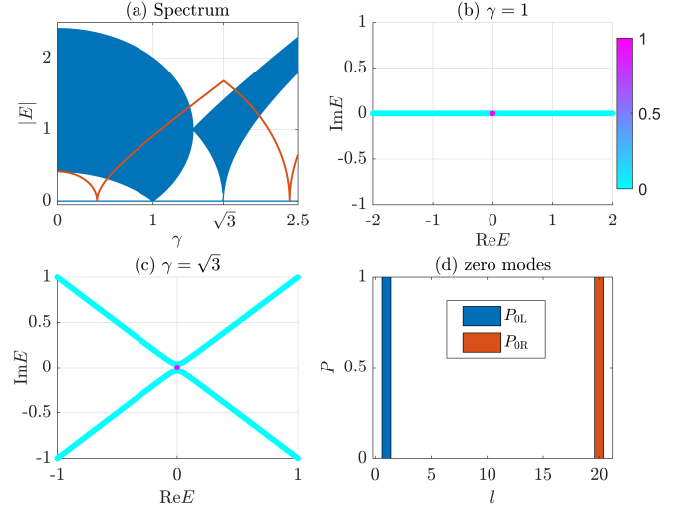 (a) Spectrum
(b) γ = 1
2
1
0
|E|
0
1
√3
2.5
γ
1
0.5
0
-0.5
-1
ImE
-2
-1
0
1
2
ReE
1
0.5
0
(c) γ = √3
(d) zero modes
1
0.5
0
-0.5
-1
ImE
-1
0
1
ReE
1
0.5
0
P
P0L
P0R
0
5
10
15
20
l